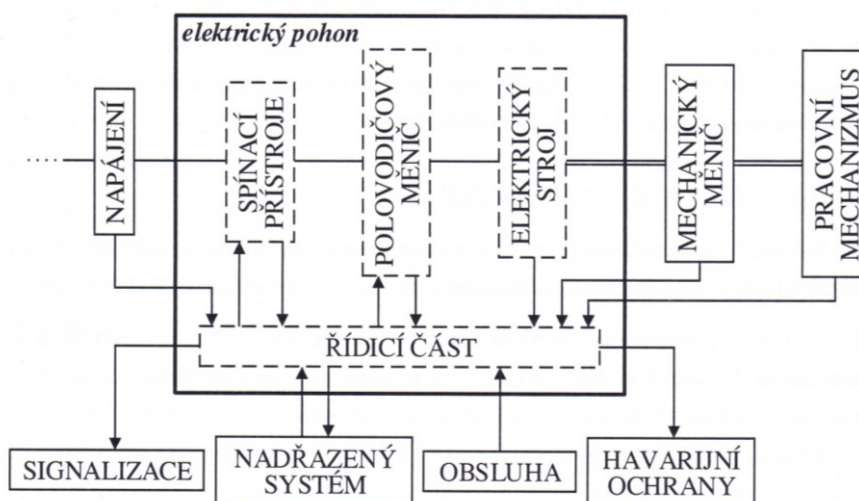 elektrický pohon
NAPÁJENÍ
SPÍNACÍ
PŘÍSTROJE
POLOVODIČOVÝ
MĚNIČ
ELEKTRICKÝ
STROJ
MECHANICKÝ
MĚNIČ
PRACOVNÍ
MECHANIZMUS
ŘÍDICÍ ČÁST
SIGNALIZACE
NADŘAZENÝ
SYSTÉM
OBSLUHA
HAVARIJNÍ
OCHRANY